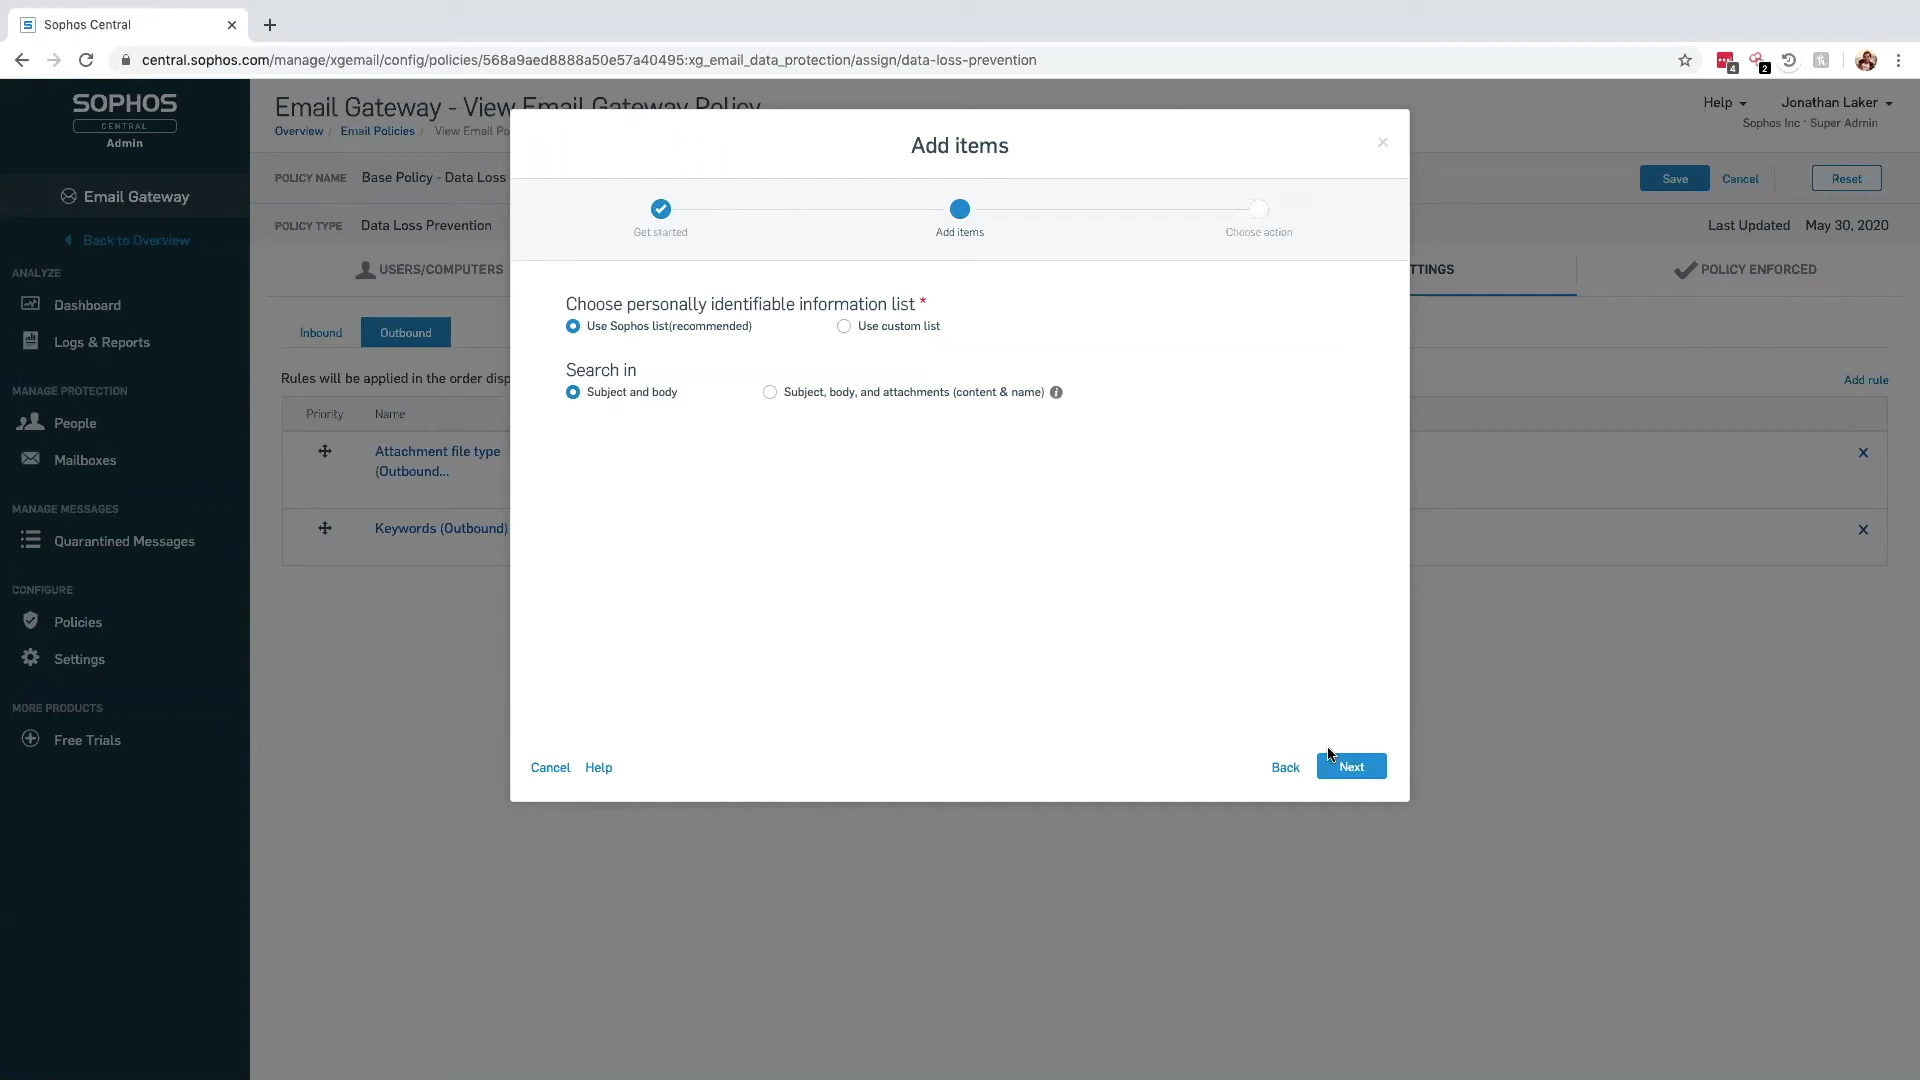 Sophos Central
central.sophos.com/manage/xgemail/config/policies/568a9aed8888a50e57a40495:xg_email_data_protection/assign/data-loss-prevention
4
2
SOPHOS
CENTRAL
Admin
Email Gateway
Back to Overview
ANALYZE
Dashboard
Logs & Reports
MANAGE PROTECTION
People
Mailboxes
MANAGE MESSAGES
Quarantined Messages
CONFIGURE
Policies
Settings
MORE PRODUCTS
Free Trials
Email Gateway - View Email Gateway Policy
Overview / Email Policies / View Email Po
Help
Jonathan Laker
Sophos Inc · Super Admin
POLICY NAME Base Policy - Data Loss
Save
Cancel
Reset
POLICY TYPE Data Loss Prevention
Last Updated May 30, 2020
USERS/COMPUTERS
TTINGS
POLICY ENFORCED
Inbound
Outbound
Rules will be applied in the order disp
Add rule
Priority Name
Attachment file type
(Outbound...
Keywords (Outbound)
Add items
Get started
Add items
Choose action
Choose personally identifiable information list *
Use Sophos list(recommended)
Use custom list
Search in
Subject and body
Subject, body, and attachments (content & name)
Cancel
Help
Back
Next